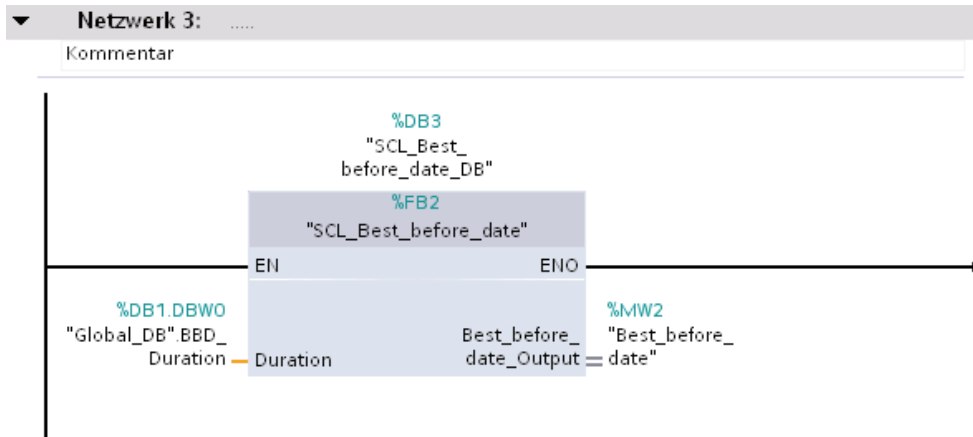 Netzwerk 3: .....
Kommentar
%DB3
"SCL_Best_
before_date_DB"
%FB2
"SCL_Best_before_date"
EN ENO
%DB1.DBW0 %MW2
"Global_DB".BBD_ Best_before_ "Best_before_
Duration Duration date_Output date"